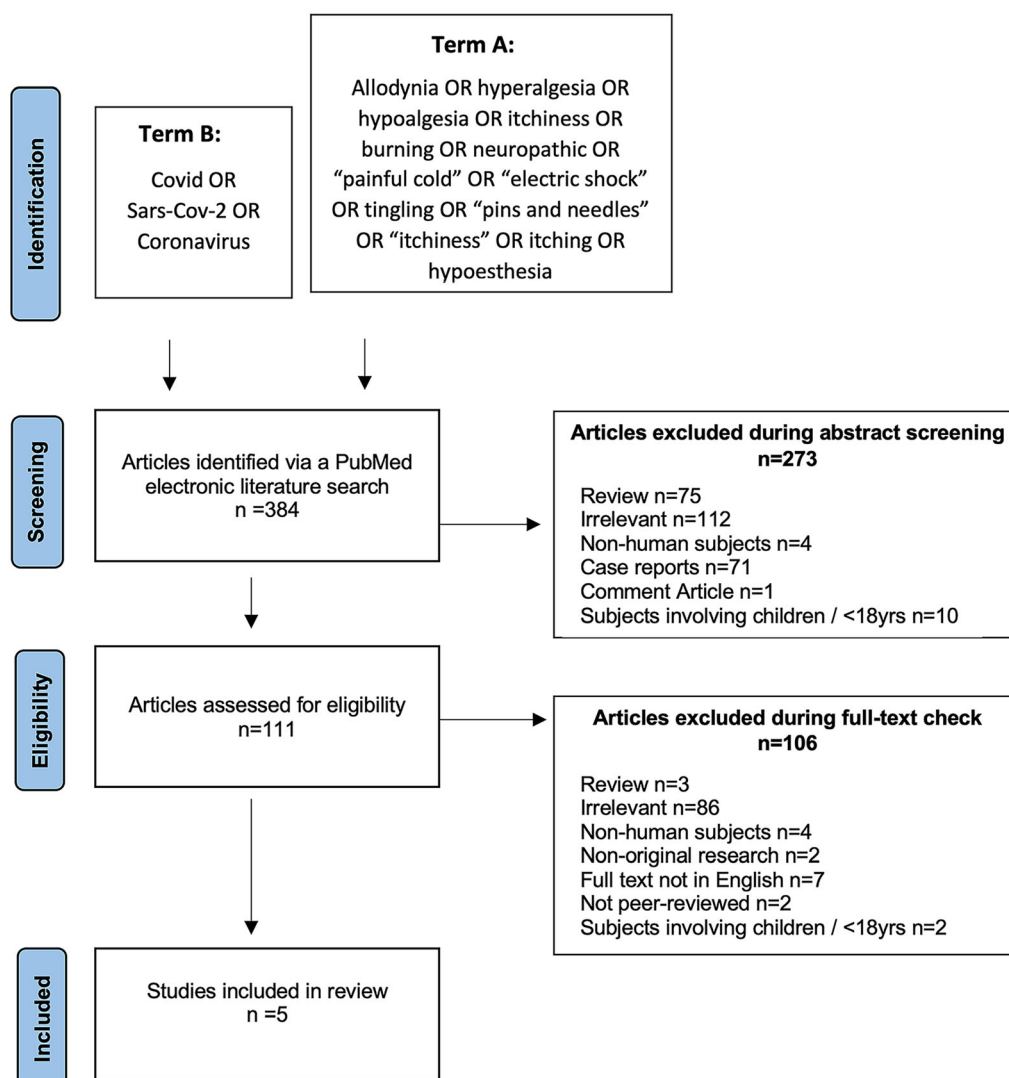 Identification
Term B:
Covid OR
Sars-Cov-2 OR
Coronavirus
Term A:
Allodynia OR hyperalgesia OR
hypoalgesia OR itchiness OR
burning OR neuropathic OR
“painful cold” OR “electric shock”
OR tingling OR “pins and needles”
OR “itchiness” OR itching OR
hypoesthesia
Screening
Articles identified via a PubMed
electronic literature search
n =384
Articles excluded during abstract screening
n=273
Review n=75
Irrelevant n=112
Non-human subjects n=4
Case reports n=71
Comment Article n=1
Subjects involving children / <18yrs n=10
Eligibility
Articles assessed for eligibility
n=111
Articles excluded during full-text check
n=106
Review n=3
Irrelevant n=86
Non-human subjects n=4
Non-original research n=2
Full text not in English n=7
Not peer-reviewed n=2
Subjects involving children / <18yrs n=2
Included
Studies included in review
n =5